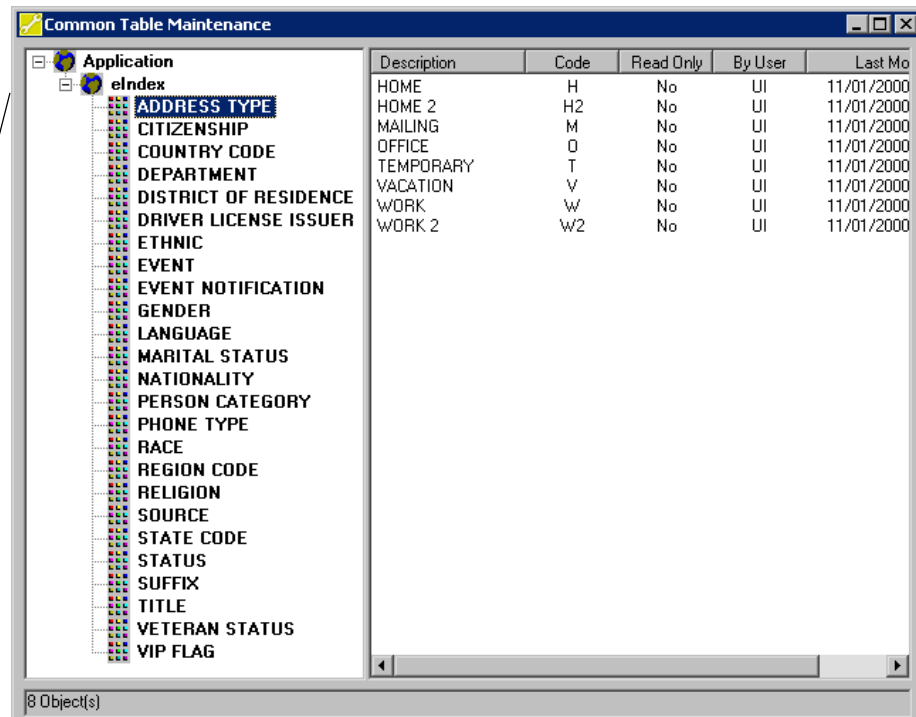 Common Table Maintenance
Application
eIndex
ADDRESS TYPE
CITIZENSHIP
COUNTRY CODE
DEPARTMENT
DISTRICT OF RESIDENCE
DRIVER LICENSE ISSUER
ETHNIC
EVENT
EVENT NOTIFICATION
GENDER
LANGUAGE
MARITAL STATUS
NATIONALITY
PERSON CATEGORY
PHONE TYPE
RACE
REGION CODE
RELIGION
SOURCE
STATE CODE
STATUS
SUFFIX
TITLE
VETERAN STATUS
VIP FLAG
Description Code Read Only By User Last Mo
HOME H No UI 11/01/2000
HOME 2 H2 No UI 11/01/2000
MAILING M No UI 11/01/2000
OFFICE O No UI 11/01/2000
TEMPORARY T No UI 11/01/2000
VACATION V No UI 11/01/2000
WORK W No UI 11/01/2000
WORK 2 W2 No UI 11/01/2000
8 Object(s)